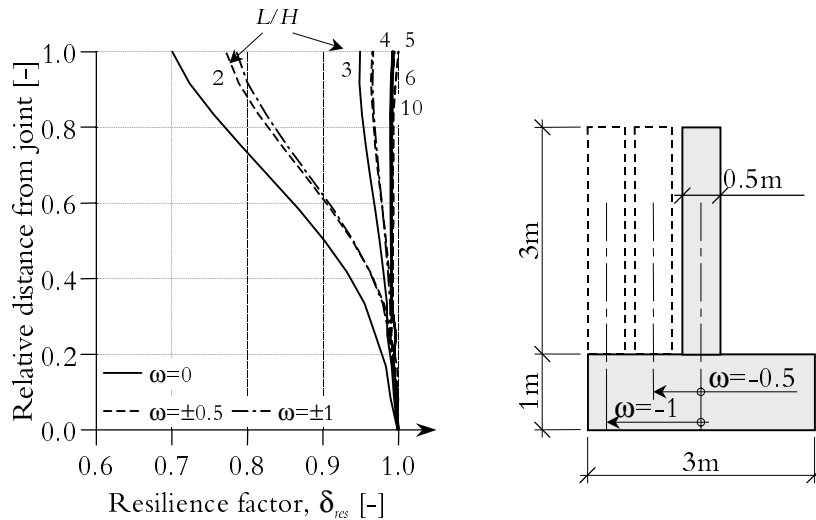 L/H
4 5
1.0
2
3
6
10
0.8
0.6
0.4
0.2
0.0
Relative distance from joint [-]
ω=0
ω=±0.5
ω=±1
0.6 0.7 0.8 0.9 1.0
Resilience factor, δres [-]
0.5m
3m
1m
ω=-0.5
ω=-1
3m